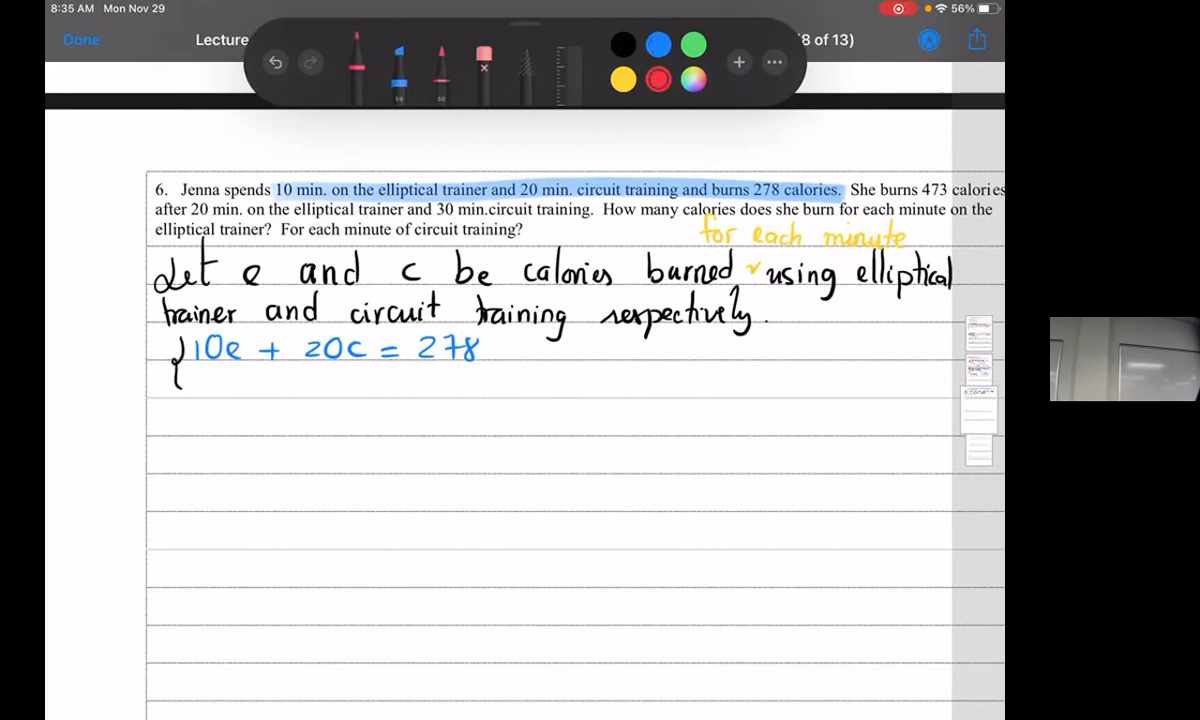 8:35 AM Mon Nov 29
56%
Done
Lecture
8 of 13)
6. Jenna spends 10 min. on the elliptical trainer and 20 min. circuit training and burns 278 calories. She burns 473 calories
after 20 min. on the elliptical trainer and 30 min.circuit training. How many calories does she burn for each minute on the
elliptical trainer? For each minute of circuit training?
for each minute
Let e and c be calories burned using elliptical
trainer and circuit training respectively.
10e + 20c = 278